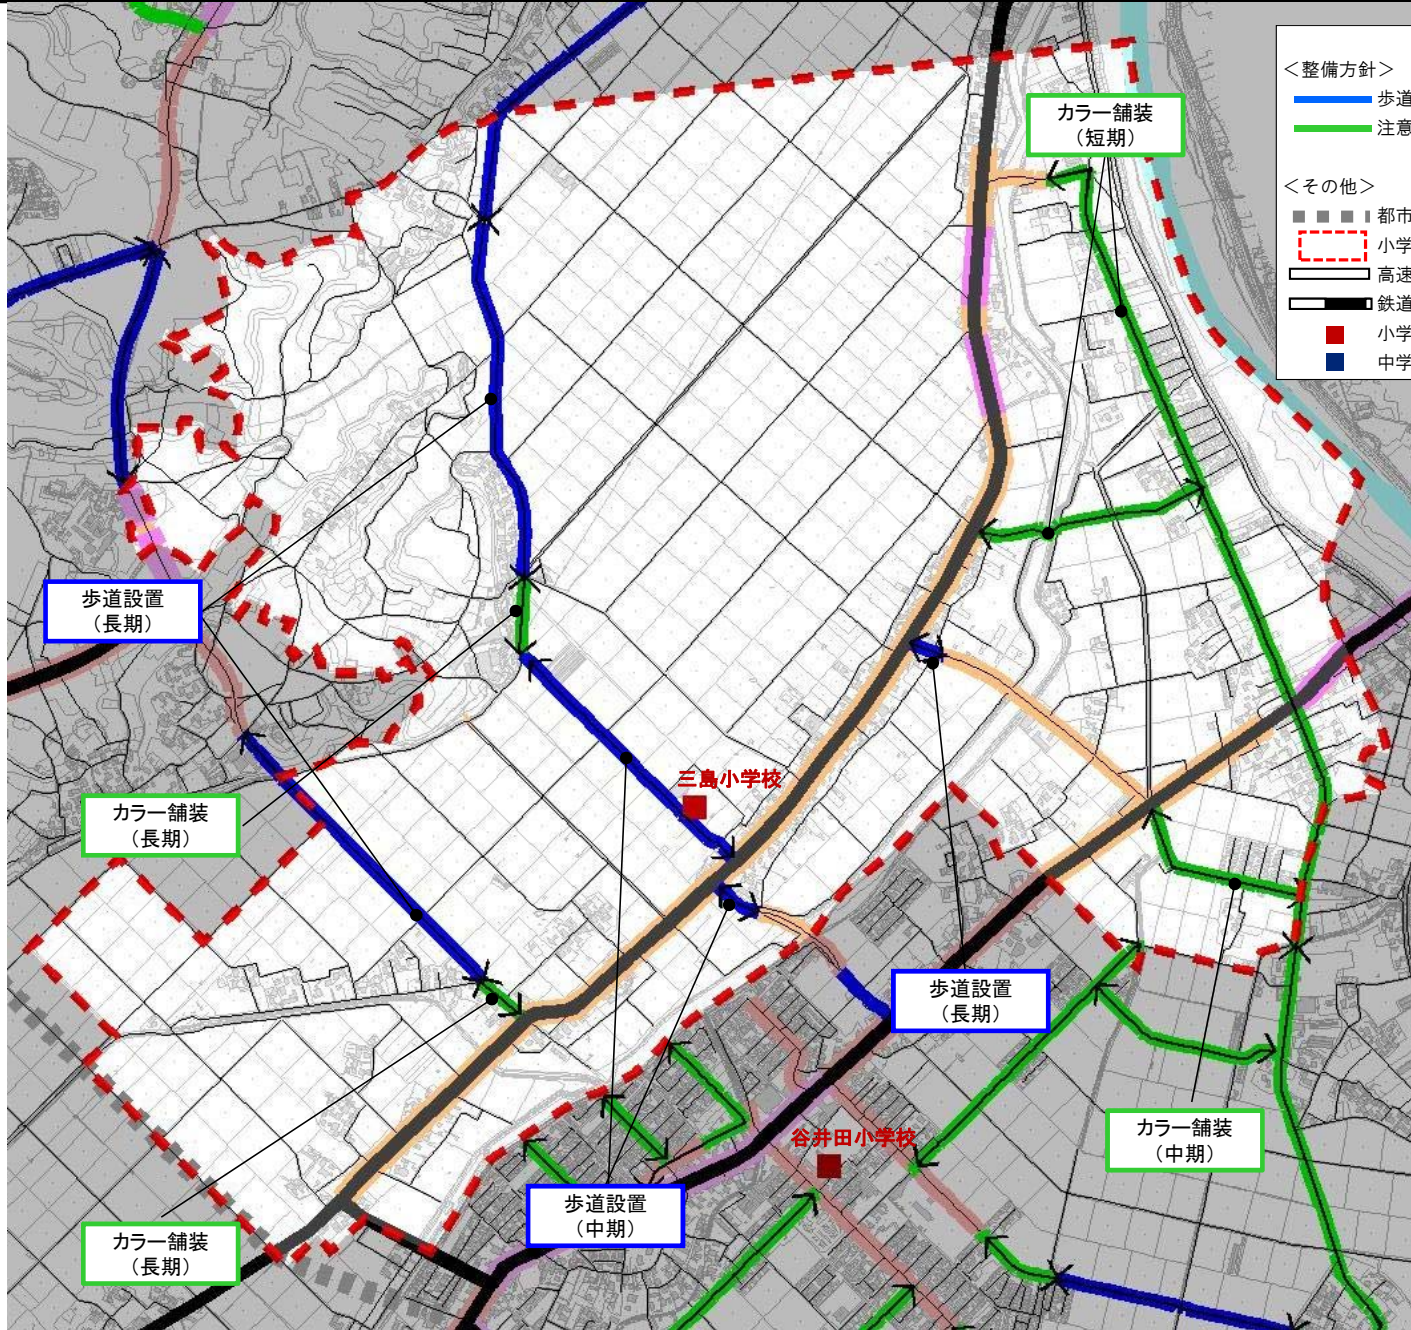 ＜整備方針＞
歩道
注意
＜その他＞
都市
小学
高速
鉄道
小学
中学
カラー舗装
（短期）
歩道設置
（長期）
三島小学校
カラー舗装
（長期）
歩道設置
（長期）
カラー舗装
（中期）
谷井田小学校
歩道設置
（中期）
カラー舗装
（長期）